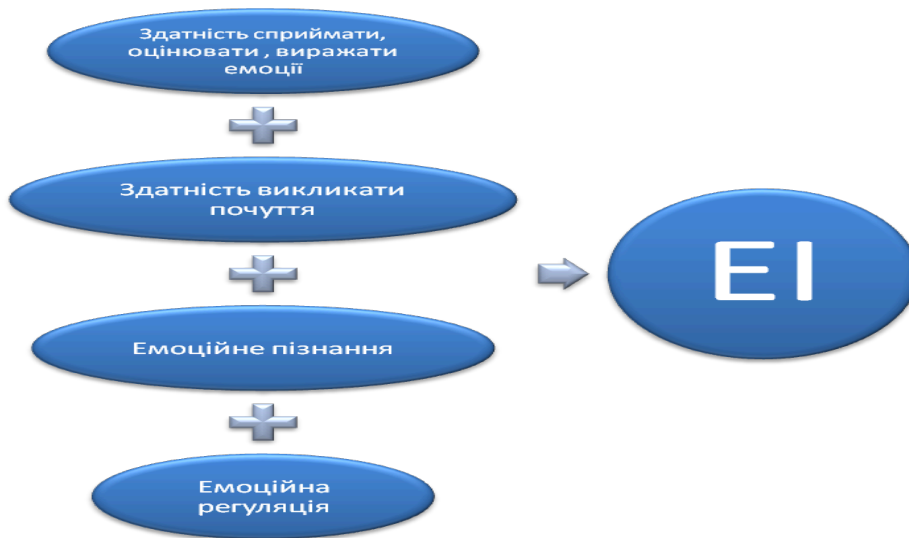 Здатність сприймати,
оцінювати , виражати
емоції
Здатність викликати
почуття
Емоційне пізнання
Емоційна
регуляція
ЕІ